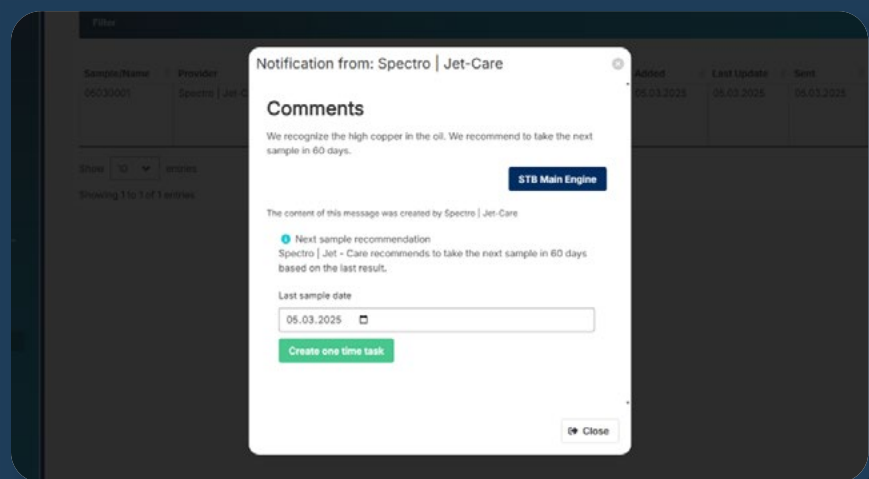 Filter
Notification from: Spectro | Jet-Care
Sample/Name Provider Added Last Update Sent
06030001 Spectro | Jet-C 05.03.2025 05.03.2025 05.03.2025
Comments
We recognize the high copper in the oil. We recommend to take the next
sample in 60 days.
Show 10 entries
STB Main Engine
Showing 1 to 1 of 1 entries
The content of this message was created by Spectro | Jet-Care
Next sample recommendation
Spectro | Jet - Care recommends to take the next sample in 60 days
based on the last result.
Last sample date
05.03.2025
Create one time task
Close